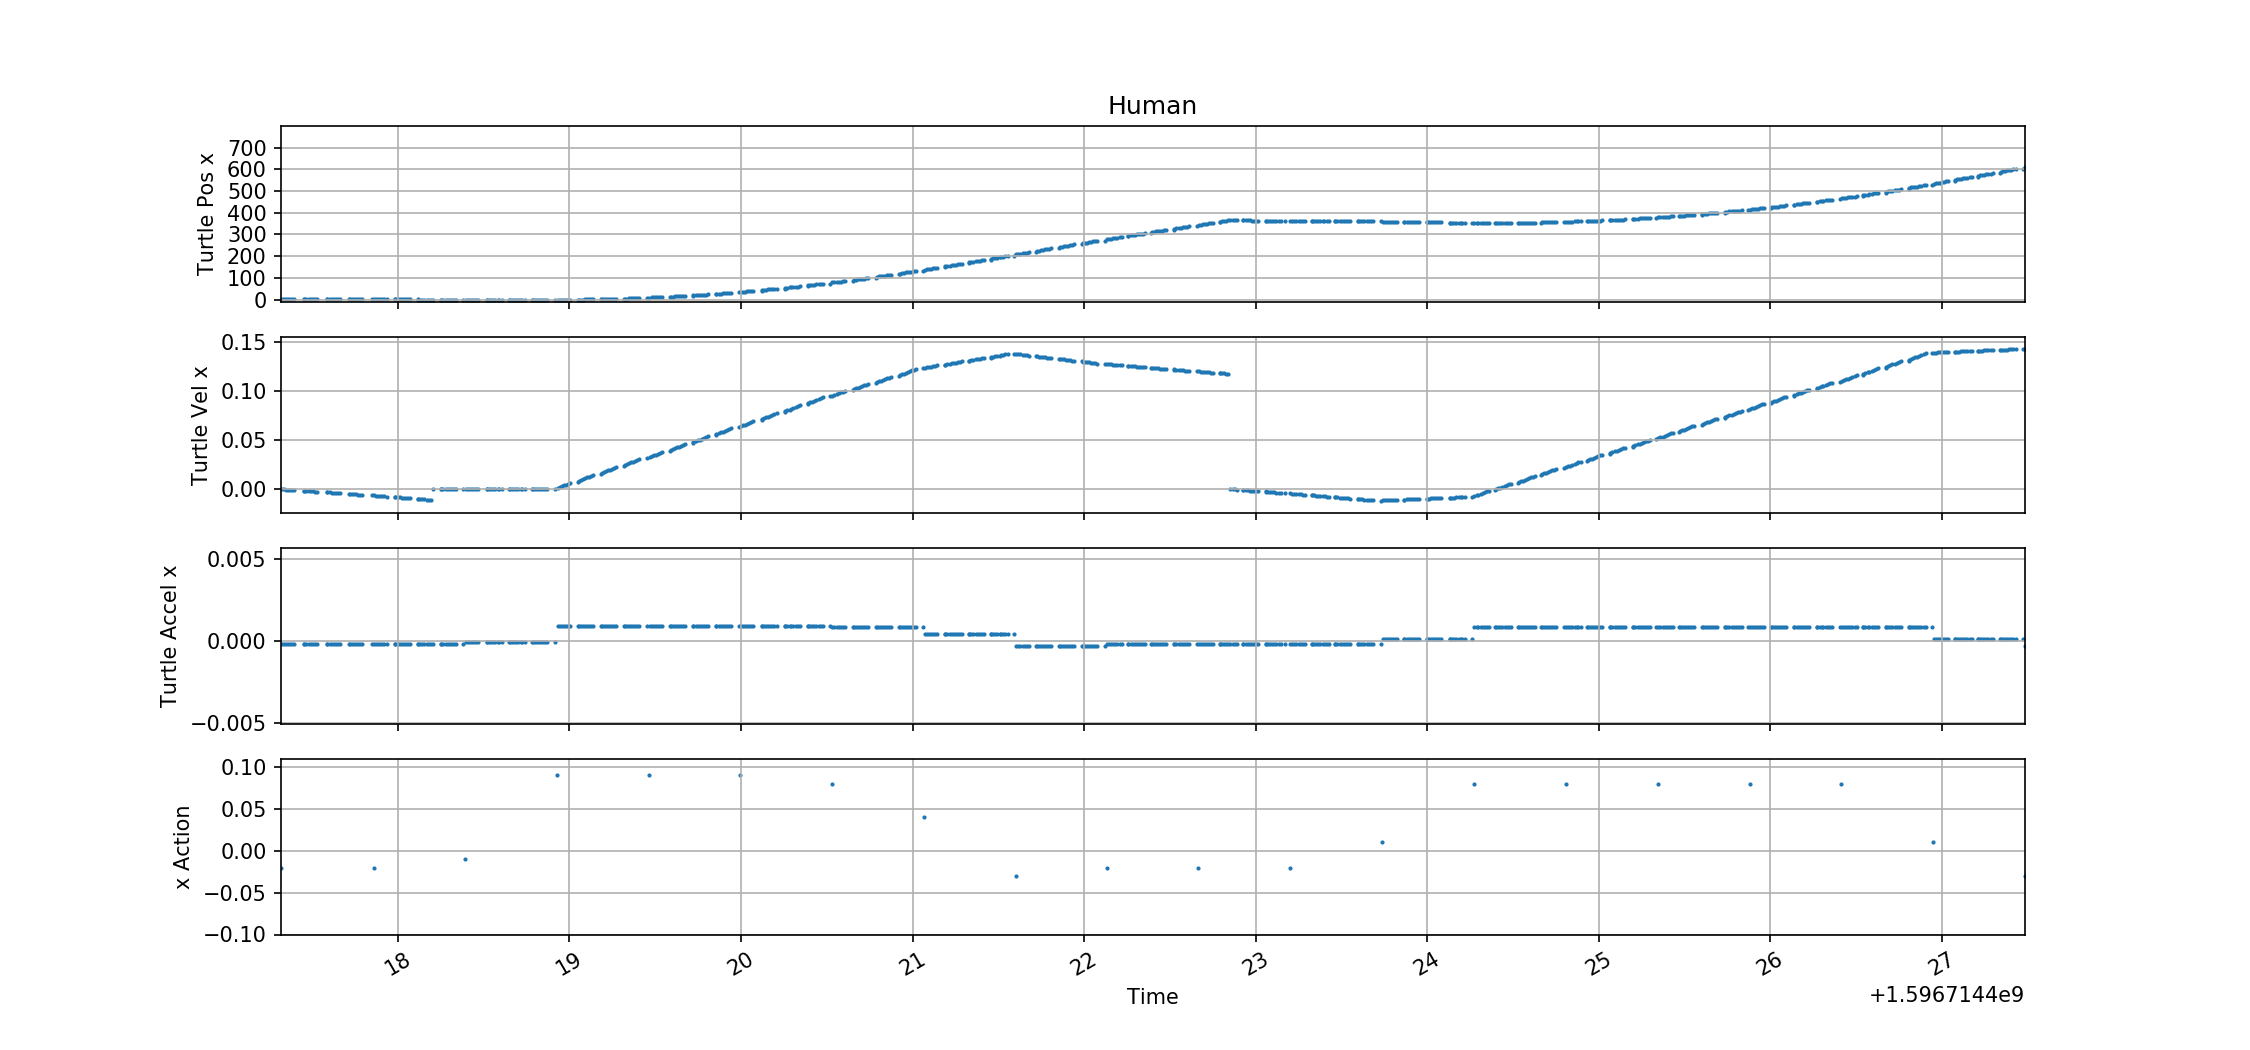 Human
Turtle Pos x
700
600
500
400
300
200
100
0
Turtle Vel x
0.15
0.10
0.05
0.00
Turtle Accel x
0.005
0.000
−0.005
x Action
0.10
0.05
0.00
−0.05
−0.10
18 19 20 21 22 23 24 25 26 27
Time
+1.5967144e9